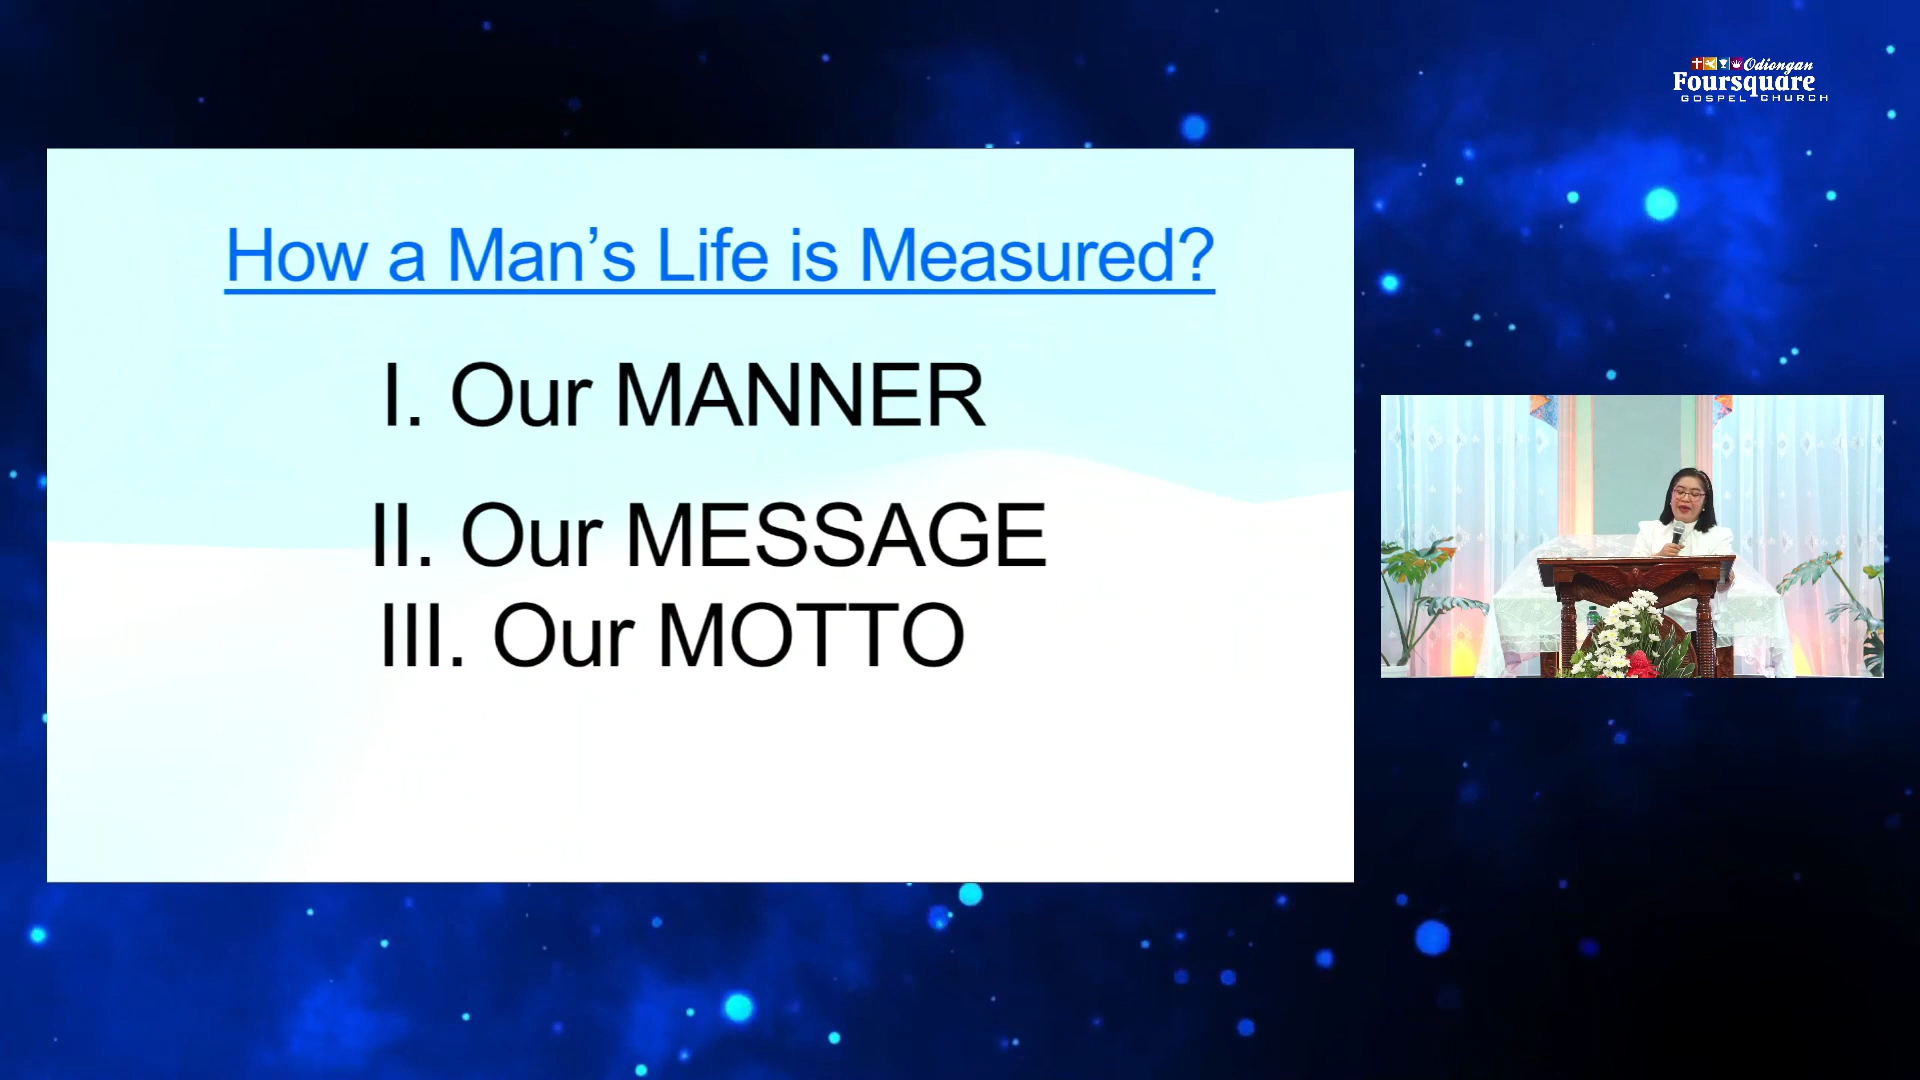 Odiongan
Foursquare
GOSPEL CHURCH
How a Man’s Life is Measured?
I. Our MANNER
II. Our MESSAGE
III. Our MOTTO